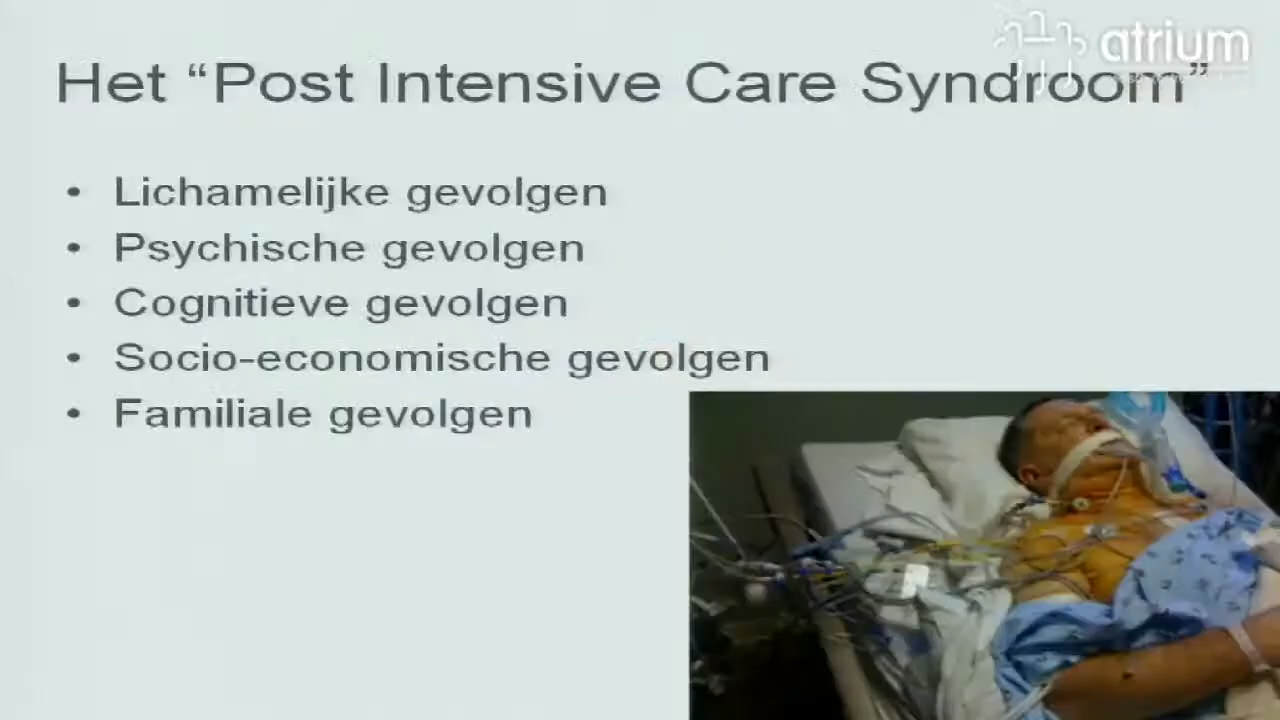 atrium
Het “Post Intensive Care Syndroom”
• Lichamelijke gevolgen
• Psychische gevolgen
• Cognitieve gevolgen
• Socio-economische gevolgen
• Familiale gevolgen